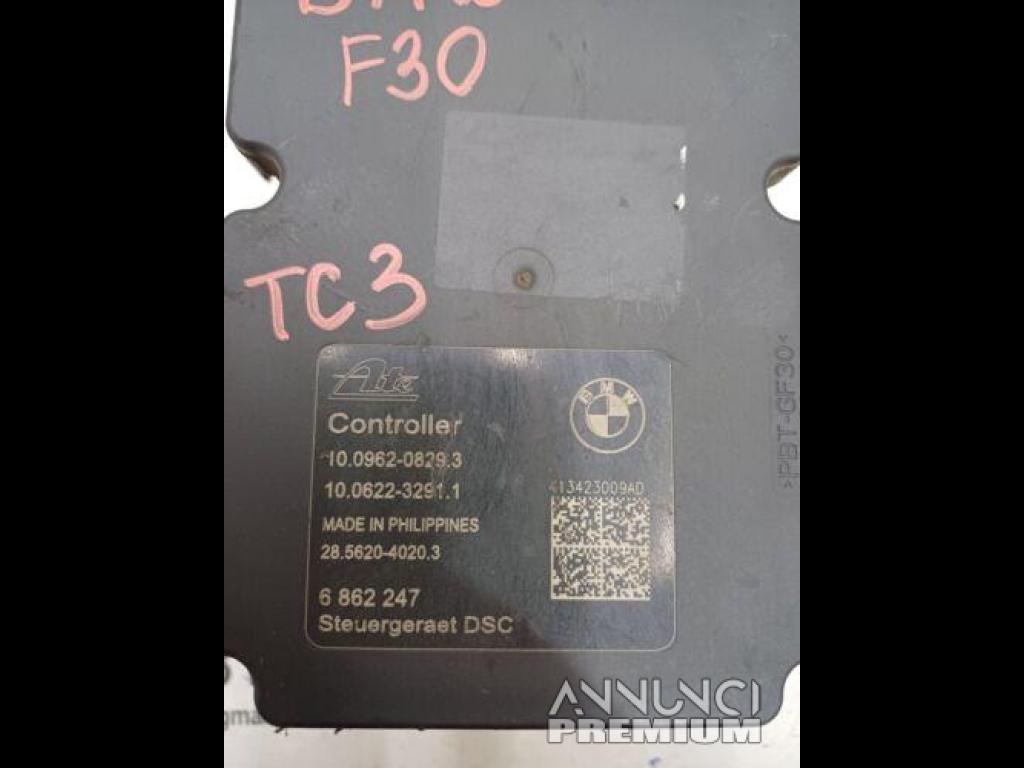 F30
TC3
Ate
BMW
Controller
10.0962-0829.3
10.0622-3291.1
413423009AD
MADE IN PHILIPPINES
28.5620-4020.3
6 862 247
Steuergeraet DSC
>PBT-GF30<
ANNUNCI
PREMIUM